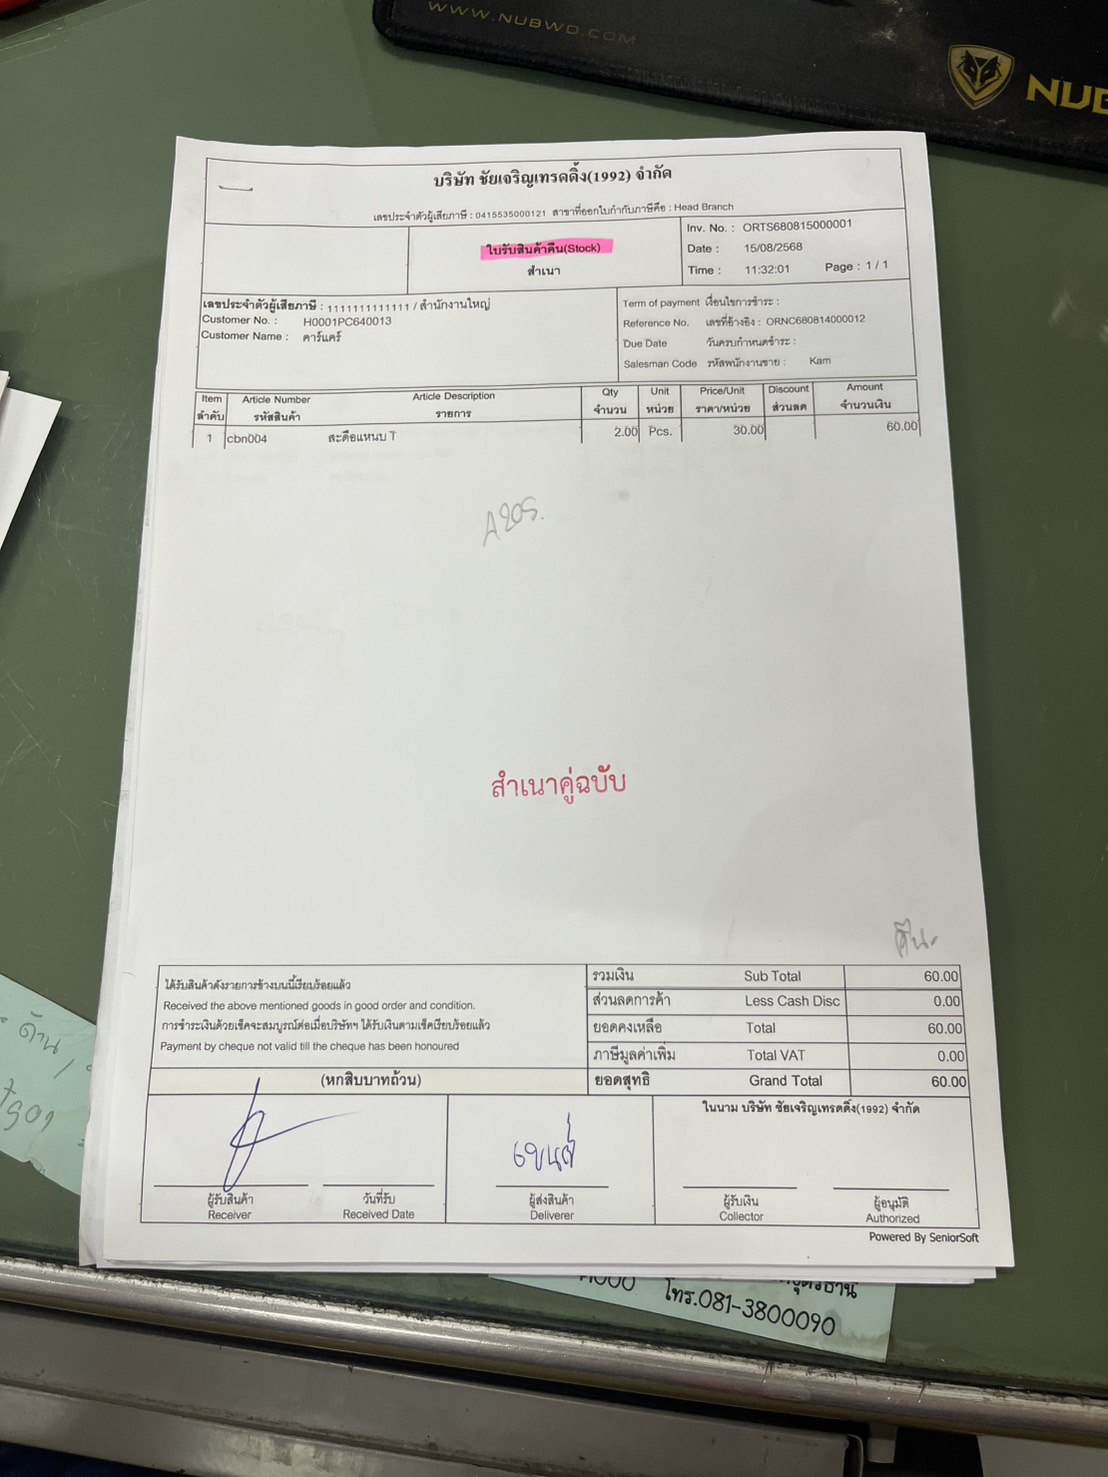 WWW.NUBWO.COM
บริษัท ชัยเจริญเทรดดิ้ง(1992) จำกัด
เลขประจำตัวผู้เสียภาษี : 0415535000121 สาขาที่ออกใบกำกับภาษีคือ : Head Branch
ใบรับสินค้าคืน(Stock)
สำเนา
Inv. No. : ORTS680815000001
Date : 15/08/2568
Time : 11:32:01 Page : 1 / 1
เลขประจำตัวผู้เสียภาษี : 1111111111111 / สำนักงานใหญ่
Customer No. : H0001PC640013
Customer Name : คาร์แคร์
Term of payment เงื่อนไขการชำระ :
Reference No. เลขที่อ้างอิง : ORNC680814000012
Due Date วันครบกำหนดชำระ :
Salesman Code รหัสพนักงานขาย : Kam
Item Article Number Article Description Qty Unit Price/Unit Discount Amount
ลำดับ รหัสสินค้า รายการ จำนวน หน่วย ราคา/หน่วย ส่วนลด จำนวนเงิน
1 cbn004 สะดือแหนบ T 2.00 Pcs. 30.00 60.00
สำเนาคู่ฉบับ
ได้รับสินค้าดังรายการข้างบนนี้เรียบร้อยแล้ว
Received the above mentioned goods in good order and condition.
การชำระเงินด้วยเช็คจะสมบูรณ์ต่อเมื่อบริษัทฯ ได้รับเงินตามเช็คเรียบร้อยแล้ว
Payment by cheque not valid till the cheque has been honoured
(หกสิบบาทถ้วน)
รวมเงิน Sub Total 60.00
ส่วนลดการค้า Less Cash Disc 0.00
ยอดคงเหลือ Total 60.00
ภาษีมูลค่าเพิ่ม Total VAT 0.00
ยอดสุทธิ Grand Total 60.00
ในนาม บริษัท ชัยเจริญเทรดดิ้ง(1992) จำกัด
ผู้รับสินค้า วันที่รับ ผู้ส่งสินค้า ผู้รับเงิน ผู้อนุมัติ
Receiver Received Date Deliverer Collector Authorized
Powered By SeniorSoft
โทร.081-3800090